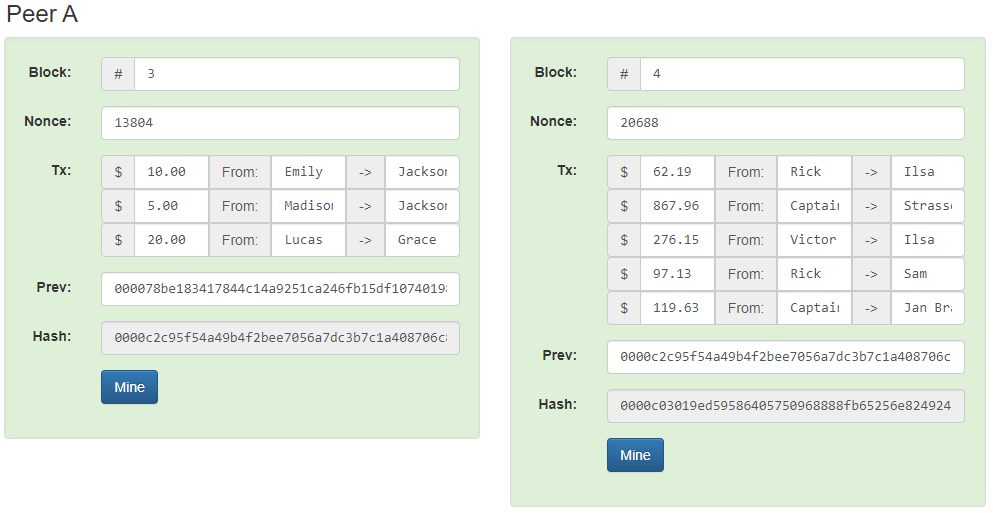 Peer A
Block: # 3
Nonce: 13804
Tx: $ 10.00 From: Emily -> Jackson
$ 5.00 From: Madison -> Jackson
$ 20.00 From: Lucas -> Grace
Prev: 000078be183417844c14a9251ca246fb15df1074019
Hash: 0000c2c95f54a49b4f2bee7056a7dc3b7c1a408706c
Mine
Block: # 4
Nonce: 20688
Tx: $ 62.19 From: Rick -> Ilsa
$ 867.96 From: Captai -> Strass
$ 276.15 From: Victor -> Ilsa
$ 97.13 From: Rick -> Sam
$ 119.63 From: Captai -> Jan Br
Prev: 0000c2c95f54a49b4f2bee7056a7dc3b7c1a408706c
Hash: 0000c03019ed59586405750968888fb65256e824924
Mine